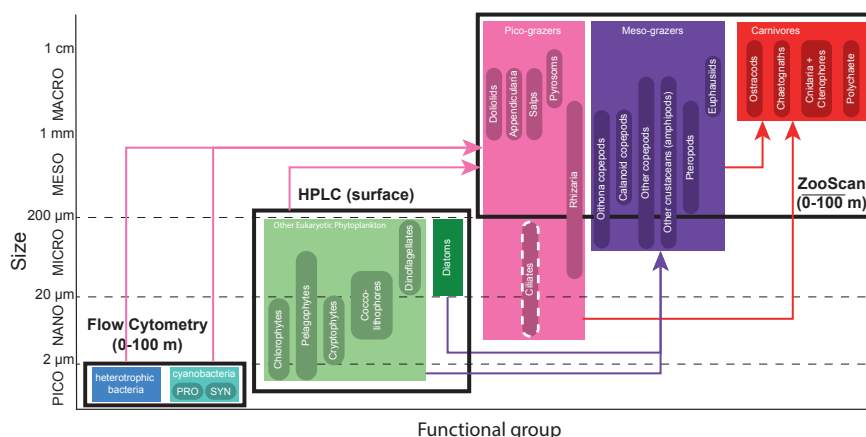 Pico-grazers
Meso-grazers
Carnivores
1 cm
MACRO
1 mm
MESO
200 µm
MICRO
20 µm
NANO
2 µm
PICO
Size
Doliolids
Appendicularia
Salps
Pyrosoms
Rhizaria
Ciliates
Oithona copepods
Calanoid copepods
Other copepods
Other crustaceans (amphipods)
Pteropods
Euphausiids
Ostracods
Chaetognaths
Cnidaria +
Ctenophores
Polychaete
ZooScan
(0-100 m)
HPLC (surface)
Other Eukaryotic Phytoplankton
Chlorophytes
Pelagophytes
Cryptophytes
Cocco-
lithophores
Dinoflagellates
Diatoms
Flow Cytometry
(0-100 m)
heterotrophic
bacteria
cyanobacteria
PRO
SYN
Functional group